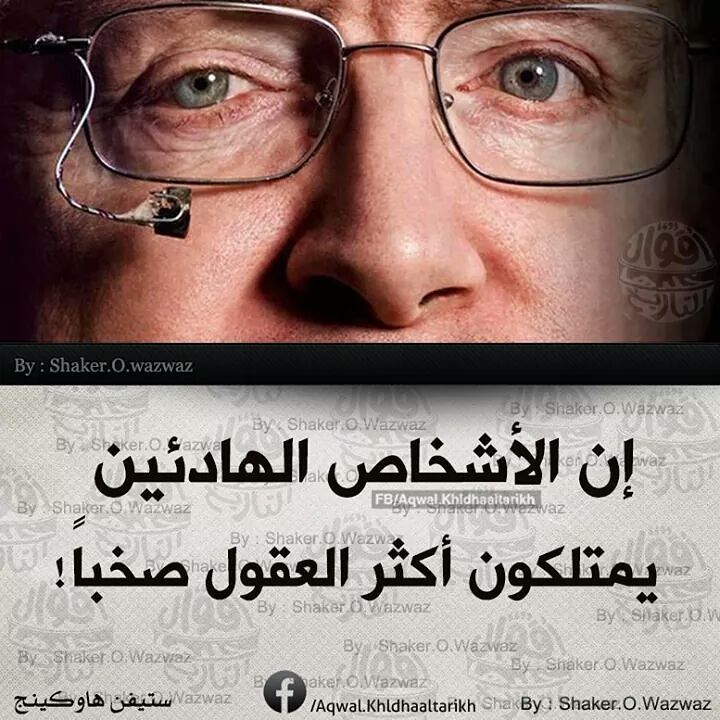 By : Shaker.O.wazwaz
إن الأشخاص الهادئين
FB/Aqwal.Khldhaaltarikh
يمتلكون أكثر العقول صخباً!
ستيفن هاوكينج
/Aqwal.Khldhaaltarikh
By : Shaker.O.Wazwaz